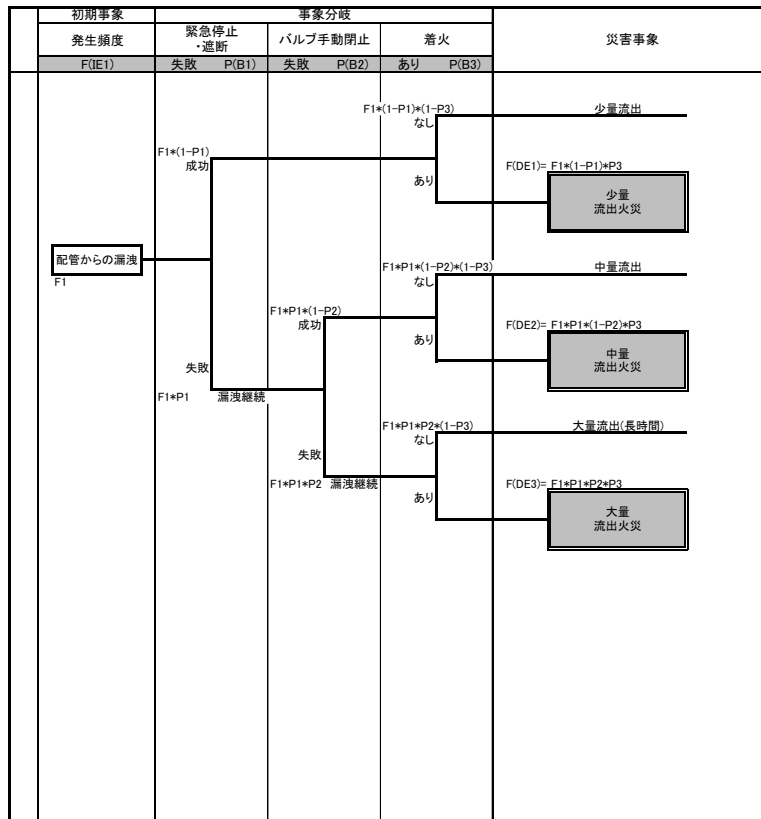 初期事象
事象分岐
発生頻度
緊急停止
・遮断
バルブ手動閉止
着火
災害事象
F(IE1)
失敗 P(B1)
失敗 P(B2)
あり P(B3)
F1*(1-P1)*(1-P3)
なし
少量流出
F1*(1-P1)
成功
あり
F(DE1)= F1*(1-P1)*P3
少量
流出火災
配管からの漏洩
F1
F1*P1*(1-P2)*(1-P3)
なし
中量流出
F1*P1*(1-P2)
成功
あり
F(DE2)= F1*P1*(1-P2)*P3
中量
流出火災
失敗
F1*P1 漏洩継続
F1*P1*P2*(1-P3)
なし
大量流出(長時間)
失敗
F1*P1*P2 漏洩継続
あり
F(DE3)= F1*P1*P2*P3
大量
流出火災